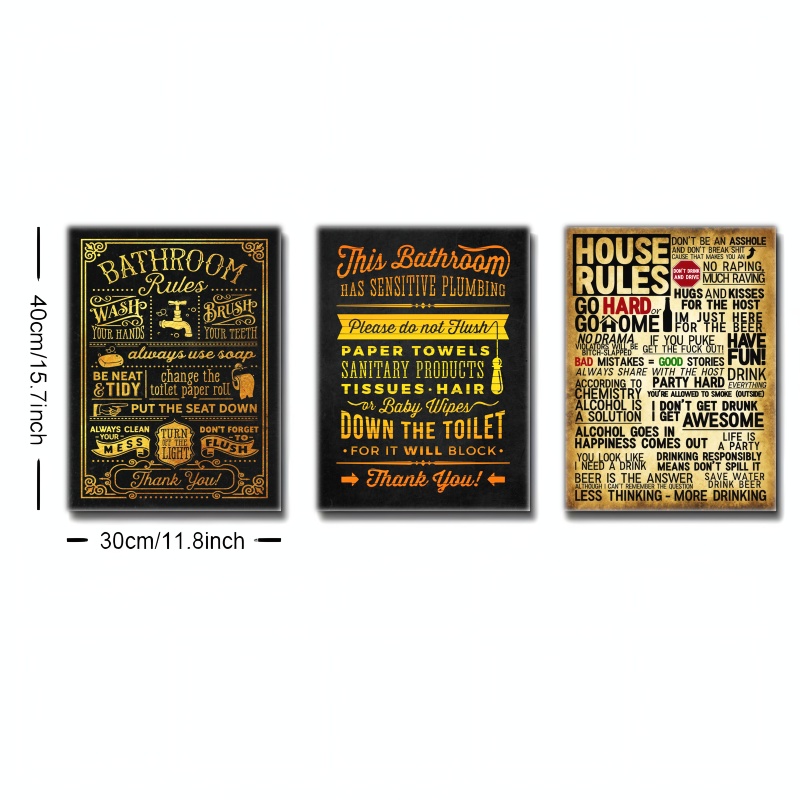 40cm/15.7inch
30cm/11.8inch
BATHROOM
Rules
WASH
YOUR HANDS
BRUSH
YOUR TEETH
always use soap
BE NEAT
& TIDY
change the
toilet paper roll
PUT THE SEAT DOWN
ALWAYS CLEAN
YOUR
MESS
TURN
OFF THE
LIGHT
DON'T FORGET
TO
FLUSH
Thank You!
This Bathroom
HAS SENSITIVE PLUMBING
Please do not Flush
PAPER TOWELS
SANITARY PRODUCTS
TISSUES · HAIR
or Baby Wipes
DOWN THE TOILET
· FOR IT WILL BLOCK ·
Thank You!
HOUSE
RULES
DON'T BE AN ASSHOLE
AND DON'T BREAK SHIT
CAUSE THAT MAKES YOU AN
DON'T DRINK
AND DRIVE
NO RAPING,
MUCH RAVING
GO HARD or
GO HOME
HUGS AND KISSES
FOR THE HOST
IM JUST HERE
FOR THE BEER
NO DRAMA
VIOLATORS WILL BE
BITCH-SLAPPED
IF YOU PUKE
GET THE FUCK OUT!
HAVE
FUN!
BAD MISTAKES = GOOD STORIES
ALWAYS SHARE WITH THE HOST
DRINK
EVERYTHING
ACCORDING TO
CHEMISTRY
ALCOHOL IS
A SOLUTION
PARTY HARD
YOU'RE ALLOWED TO SMOKE (OUTSIDE)
I DON'T GET DRUNK
I GET AWESOME
ALCOHOL GOES IN
HAPPINESS COMES OUT
LIFE IS
A PARTY
YOU LOOK LIKE
I NEED A DRINK
DRINKING RESPONSIBLY
MEANS DON'T SPILL IT
BEER IS THE ANSWER
ALTHOUGH I CAN'T REMEMBER THE QUESTION
SAVE WATER
DRINK BEER
LESS THINKING - MORE DRINKING